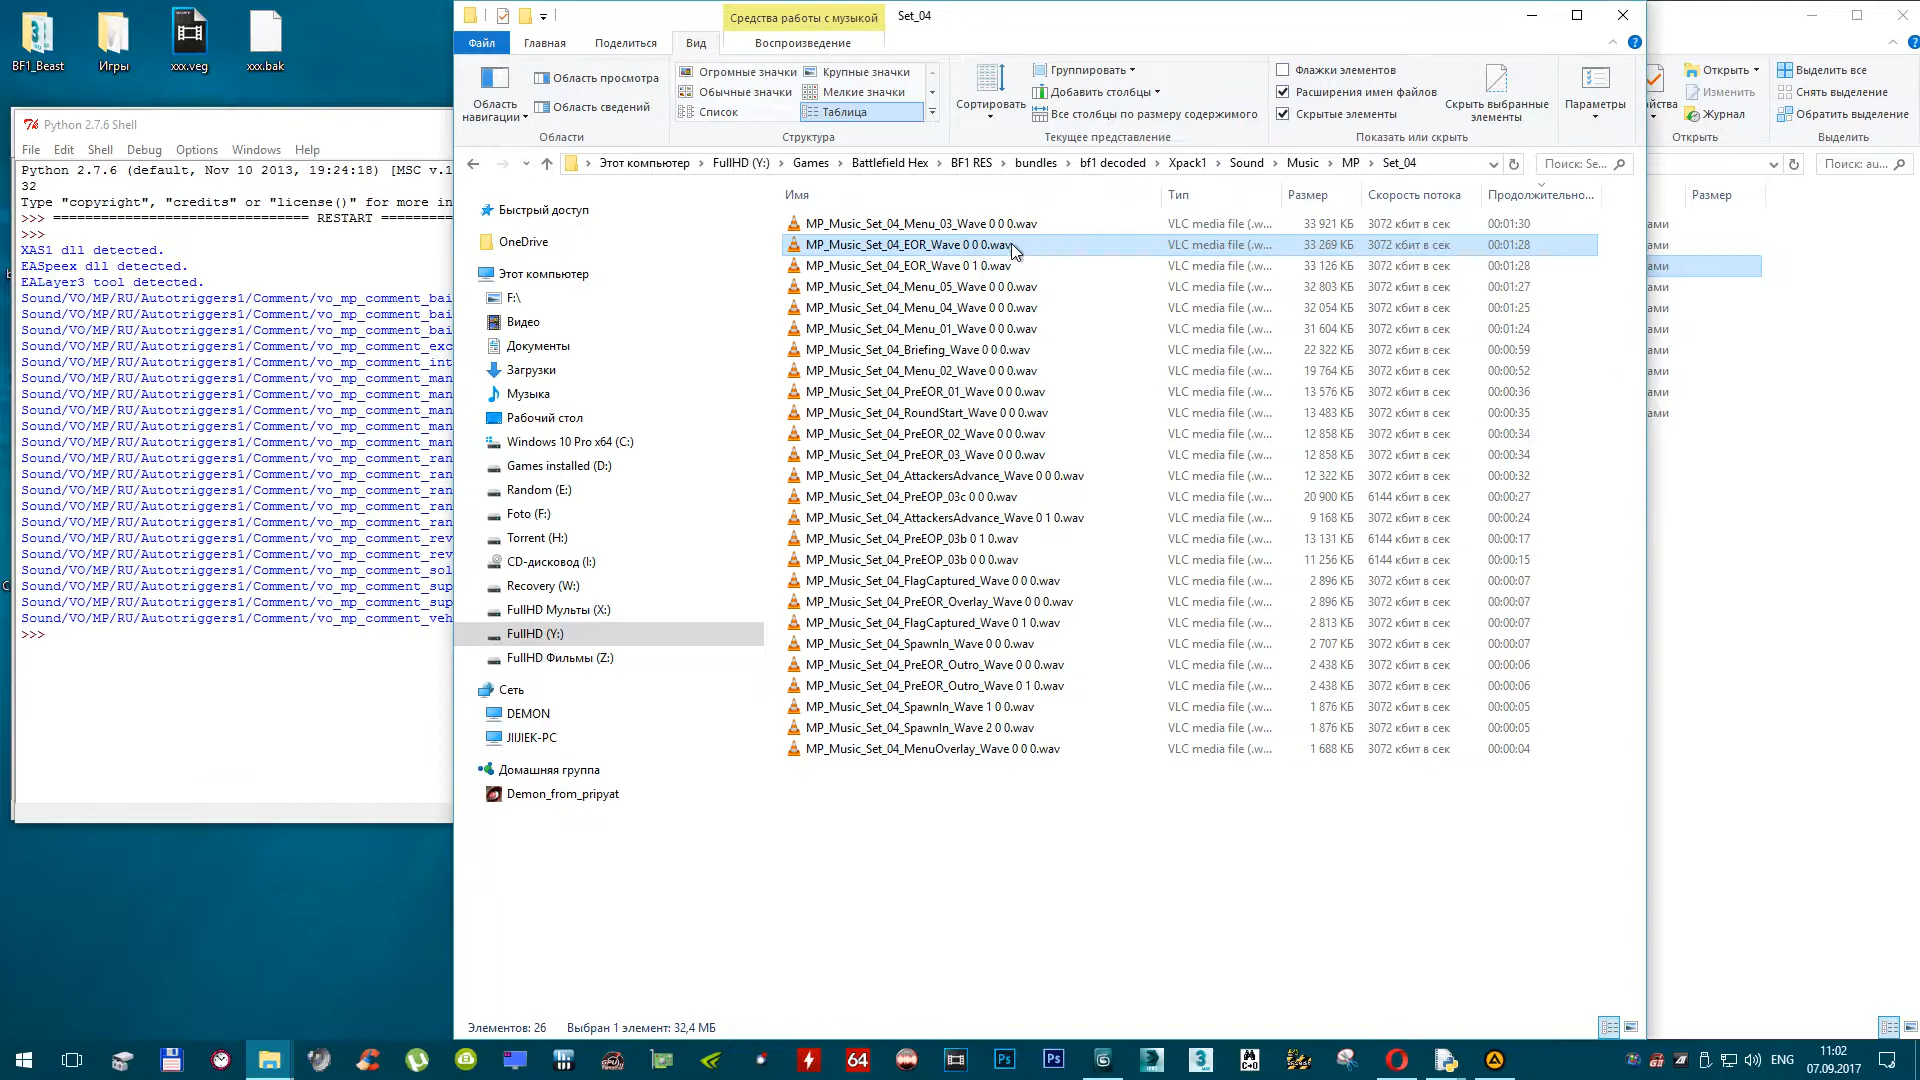 BF1_Beast
Игры
xxx.veg
xxx.bak
Python 2.7.6 Shell
File Edit Shell Debug Options Windows Help
Python 2.7.6 (default, Nov 10 2013, 19:24:18) [MSC v.1
32
Type "copyright", "credits" or "license()" for more in
>>> ================================ RESTART =========
>>>
XAS1 dll detected.
EASpeex dll detected.
EALayer3 tool detected.
Sound/VO/MP/RU/Autotriggers1/Comment/vo_mp_comment_bai
Sound/VO/MP/RU/Autotriggers1/Comment/vo_mp_comment_bai
Sound/VO/MP/RU/Autotriggers1/Comment/vo_mp_comment_bai
Sound/VO/MP/RU/Autotriggers1/Comment/vo_mp_comment_exc
Sound/VO/MP/RU/Autotriggers1/Comment/vo_mp_comment_int
Sound/VO/MP/RU/Autotriggers1/Comment/vo_mp_comment_man
Sound/VO/MP/RU/Autotriggers1/Comment/vo_mp_comment_man
Sound/VO/MP/RU/Autotriggers1/Comment/vo_mp_comment_man
Sound/VO/MP/RU/Autotriggers1/Comment/vo_mp_comment_man
Sound/VO/MP/RU/Autotriggers1/Comment/vo_mp_comment_man
Sound/VO/MP/RU/Autotriggers1/Comment/vo_mp_comment_ran
Sound/VO/MP/RU/Autotriggers1/Comment/vo_mp_comment_ran
Sound/VO/MP/RU/Autotriggers1/Comment/vo_mp_comment_ran
Sound/VO/MP/RU/Autotriggers1/Comment/vo_mp_comment_ran
Sound/VO/MP/RU/Autotriggers1/Comment/vo_mp_comment_ran
Sound/VO/MP/RU/Autotriggers1/Comment/vo_mp_comment_rev
Sound/VO/MP/RU/Autotriggers1/Comment/vo_mp_comment_rev
Sound/VO/MP/RU/Autotriggers1/Comment/vo_mp_comment_sol
Sound/VO/MP/RU/Autotriggers1/Comment/vo_mp_comment_sup
Sound/VO/MP/RU/Autotriggers1/Comment/vo_mp_comment_sup
Sound/VO/MP/RU/Autotriggers1/Comment/vo_mp_comment_veh
>>>
Средства работы с музыкой Set_04
Файл Главная Поделиться Вид Воспроизведение
Область навигации
Область просмотра
Область сведений
Области
Огромные значки Крупные значки
Обычные значки Мелкие значки
Список Таблица
Структура
Сортировать
Группировать
Добавить столбцы
Все столбцы по размеру содержимого
Текущее представление
Флажки элементов
Расширения имен файлов
Скрытые элементы
Скрыть выбранные элементы
Показать или скрыть
Параметры
Этот компьютер FullHD (Y:) Games Battlefield Hex BF1 RES bundles bf1 decoded Xpack1 Sound Music MP Set_04
Поиск: Se...
Быстрый доступ
OneDrive
Этот компьютер
F:\
Видео
Документы
Загрузки
Музыка
Рабочий стол
Windows 10 Pro x64 (C:)
Games installed (D:)
Random (E:)
Foto (F:)
Torrent (H:)
CD-дисковод (I:)
Recovery (W:)
FullHD Мульты (X:)
FullHD (Y:)
FullHD Фильмы (Z:)
Сеть
DEMON
JIIJIEK-PC
Домашняя группа
Demon_from_pripyat
Имя Тип Размер Скорость потока Продолжительно...
MP_Music_Set_04_Menu_03_Wave 0 0 0.wav VLC media file (.w... 33 921 КБ 3072 кбит в сек 00:01:30
MP_Music_Set_04_EOR_Wave 0 0 0.wav VLC media file (.w... 33 269 КБ 3072 кбит в сек 00:01:28
MP_Music_Set_04_EOR_Wave 0 1 0.wav VLC media file (.w... 33 126 КБ 3072 кбит в сек 00:01:28
MP_Music_Set_04_Menu_05_Wave 0 0 0.wav VLC media file (.w... 32 803 КБ 3072 кбит в сек 00:01:27
MP_Music_Set_04_Menu_04_Wave 0 0 0.wav VLC media file (.w... 32 054 КБ 3072 кбит в сек 00:01:25
MP_Music_Set_04_Menu_01_Wave 0 0 0.wav VLC media file (.w... 31 604 КБ 3072 кбит в сек 00:01:24
MP_Music_Set_04_Briefing_Wave 0 0 0.wav VLC media file (.w... 22 322 КБ 3072 кбит в сек 00:00:59
MP_Music_Set_04_Menu_02_Wave 0 0 0.wav VLC media file (.w... 19 764 КБ 3072 кбит в сек 00:00:52
MP_Music_Set_04_PreEOR_01_Wave 0 0 0.wav VLC media file (.w... 13 576 КБ 3072 кбит в сек 00:00:36
MP_Music_Set_04_RoundStart_Wave 0 0 0.wav VLC media file (.w... 13 483 КБ 3072 кбит в сек 00:00:35
MP_Music_Set_04_PreEOR_02_Wave 0 0 0.wav VLC media file (.w... 12 858 КБ 3072 кбит в сек 00:00:34
MP_Music_Set_04_PreEOR_03_Wave 0 0 0.wav VLC media file (.w... 12 858 КБ 3072 кбит в сек 00:00:34
MP_Music_Set_04_AttackersAdvance_Wave 0 0 0.wav VLC media file (.w... 12 322 КБ 3072 кбит в сек 00:00:32
MP_Music_Set_04_PreEOP_03c 0 0 0.wav VLC media file (.w... 20 900 КБ 6144 кбит в сек 00:00:27
MP_Music_Set_04_AttackersAdvance_Wave 0 1 0.wav VLC media file (.w... 9 168 КБ 3072 кбит в сек 00:00:24
MP_Music_Set_04_PreEOP_03b 0 1 0.wav VLC media file (.w... 13 131 КБ 6144 кбит в сек 00:00:17
MP_Music_Set_04_PreEOP_03b 0 0 0.wav VLC media file (.w... 11 256 КБ 6144 кбит в сек 00:00:15
MP_Music_Set_04_FlagCaptured_Wave 0 0 0.wav VLC media file (.w... 2 896 КБ 3072 кбит в сек 00:00:07
MP_Music_Set_04_PreEOR_Overlay_Wave 0 0 0.wav VLC media file (.w... 2 896 КБ 3072 кбит в сек 00:00:07
MP_Music_Set_04_FlagCaptured_Wave 0 1 0.wav VLC media file (.w... 2 813 КБ 3072 кбит в сек 00:00:07
MP_Music_Set_04_SpawnIn_Wave 0 0 0.wav VLC media file (.w... 2 707 КБ 3072 кбит в сек 00:00:07
MP_Music_Set_04_PreEOR_Outro_Wave 0 0 0.wav VLC media file (.w... 2 438 КБ 3072 кбит в сек 00:00:06
MP_Music_Set_04_PreEOR_Outro_Wave 0 1 0.wav VLC media file (.w... 2 438 КБ 3072 кбит в сек 00:00:06
MP_Music_Set_04_SpawnIn_Wave 1 0 0.wav VLC media file (.w... 1 876 КБ 3072 кбит в сек 00:00:05
MP_Music_Set_04_SpawnIn_Wave 2 0 0.wav VLC media file (.w... 1 876 КБ 3072 кбит в сек 00:00:05
MP_Music_Set_04_MenuOverlay_Wave 0 0 0.wav VLC media file (.w... 1 688 КБ 3072 кбит в сек 00:00:04
Элементов: 26 Выбран 1 элемент: 32,4 МБ
йства
Открыть
Изменить
Журнал
Открыть
Выделить все
Снять выделение
Обратить выделение
Выделить
Поиск: au...
Размер
ами
ами
ами
ами
ами
ами
ами
ами
ами
ами
64
Ps
Ps
ENG
11:02
07.09.2017